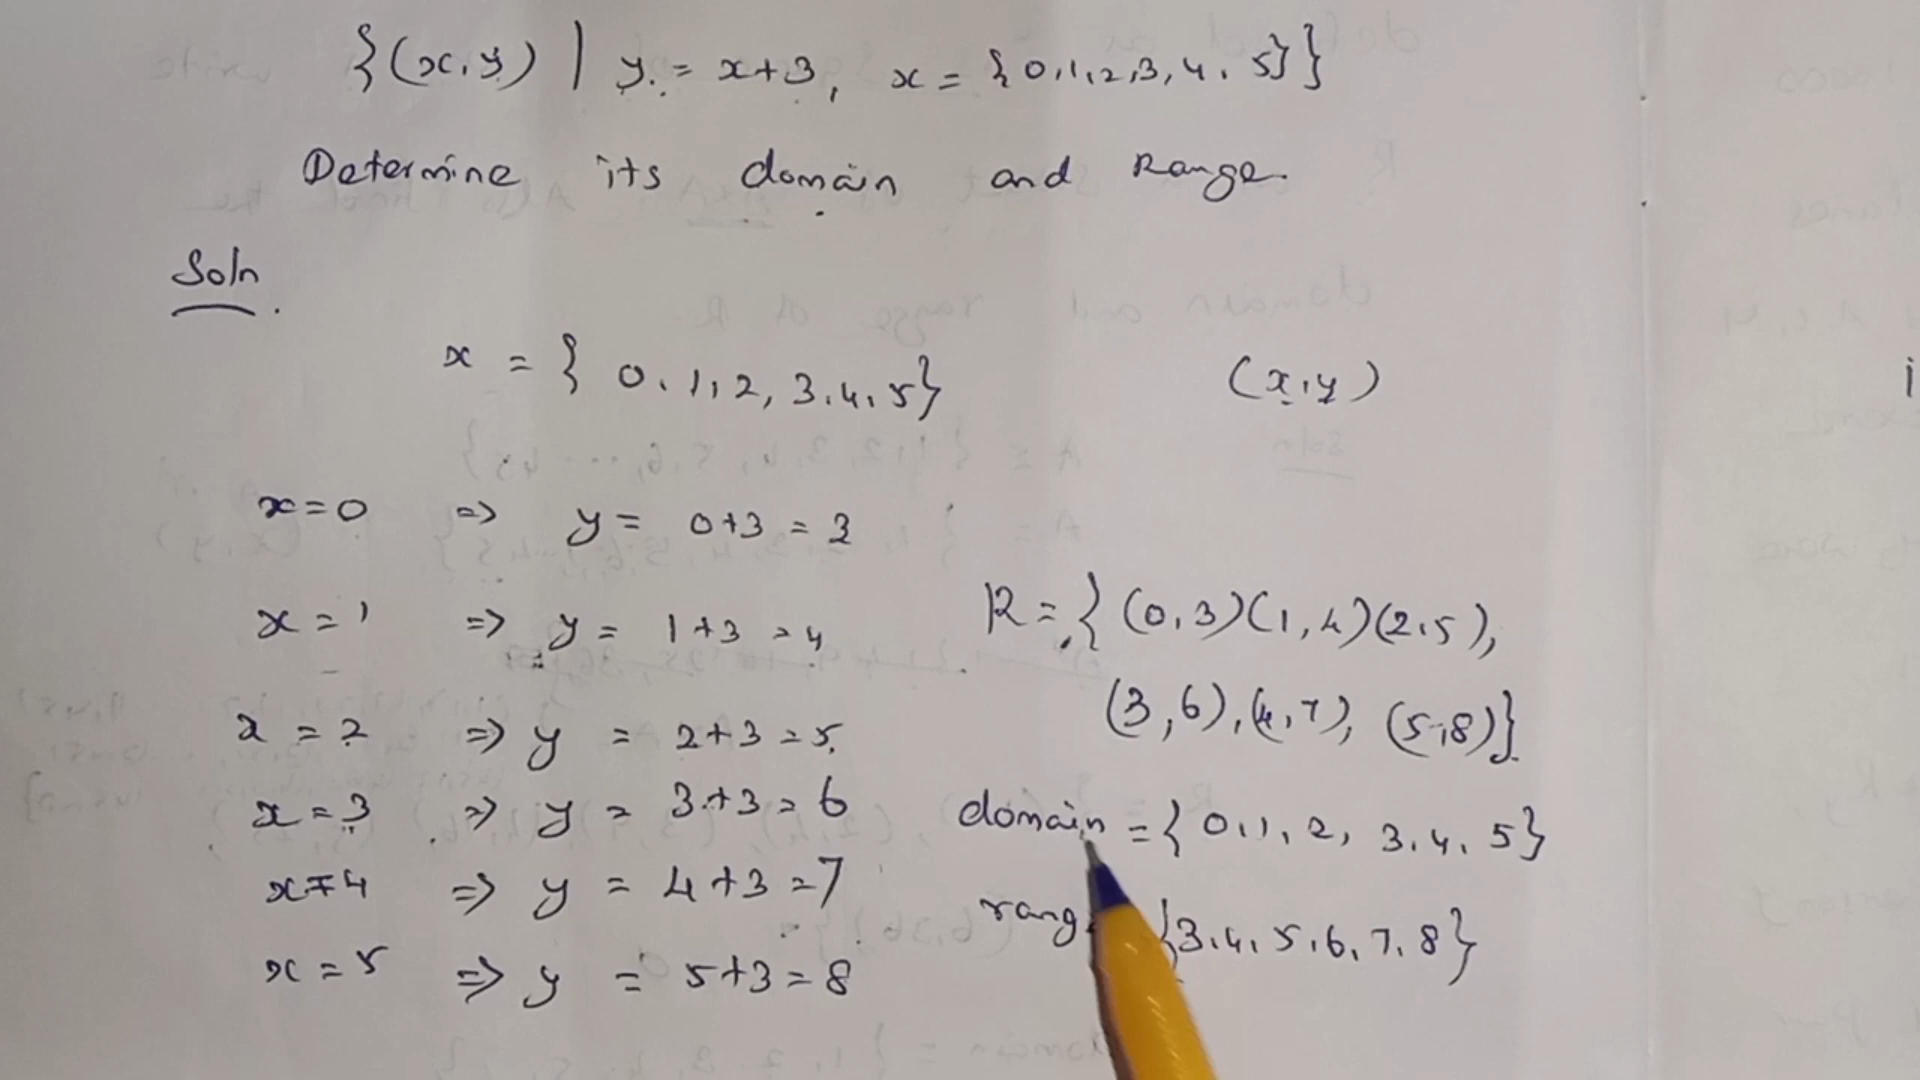 {(x,y) | y = x+3, x = {0,1,2,3,4,5}}
Determine its domain and Range.
Soln.
x = {0,1,2,3,4,5}
(x,y)
x=0 => y = 0+3 = 3
x=1 => y = 1+3 = 4
x=2 => y = 2+3 = 5
x=3 => y = 3+3 = 6
x=4 => y = 4+3 = 7
x=5 => y = 5+3 = 8
R = {(0,3)(1,4)(2,5),
(3,6),(4,7),(5,8)}
domain = {0,1,2,3,4,5}
{3,4,5,6,7,8}